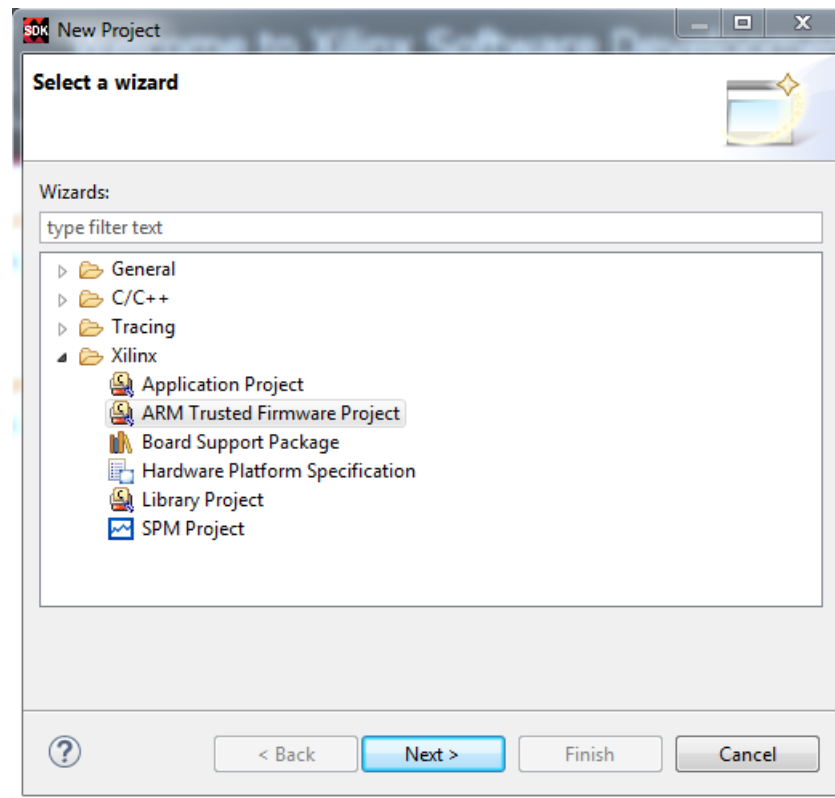 SDK New Project
Select a wizard
Wizards:
type filter text
General
C/C++
Tracing
Xilinx
Application Project
ARM Trusted Firmware Project
Board Support Package
Hardware Platform Specification
Library Project
SPM Project
? < Back Next > Finish Cancel